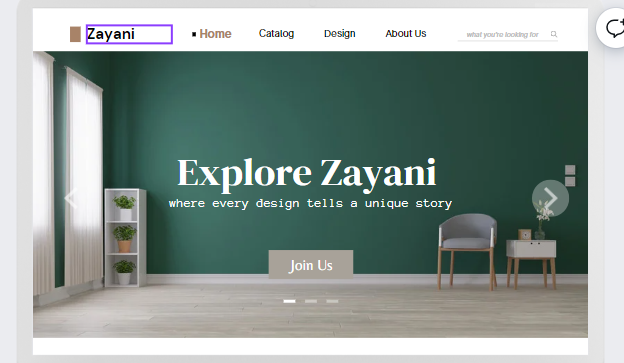 Zayani
Home
Catalog
Design
About Us
what you're looking for
Explore Zayani
where every design tells a unique story
Join Us